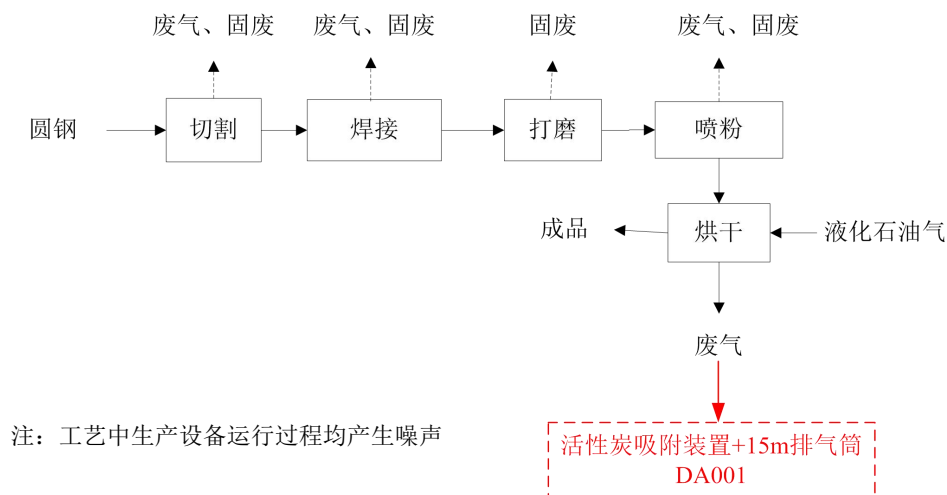 废气、固废
废气、固废
固废
废气、固废
圆钢
切割
焊接
打磨
喷粉
成品
烘干
液化石油气
废气
注：工艺中生产设备运行过程均产生噪声
活性炭吸附装置+15m排气筒
DA001